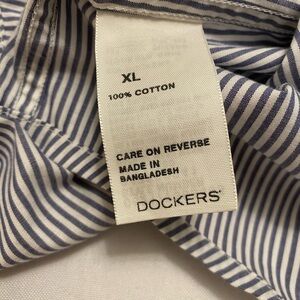 XL
100% COTTON
CARE ON REVERSE
MADE IN
BANGLADESH
DOCKERS®